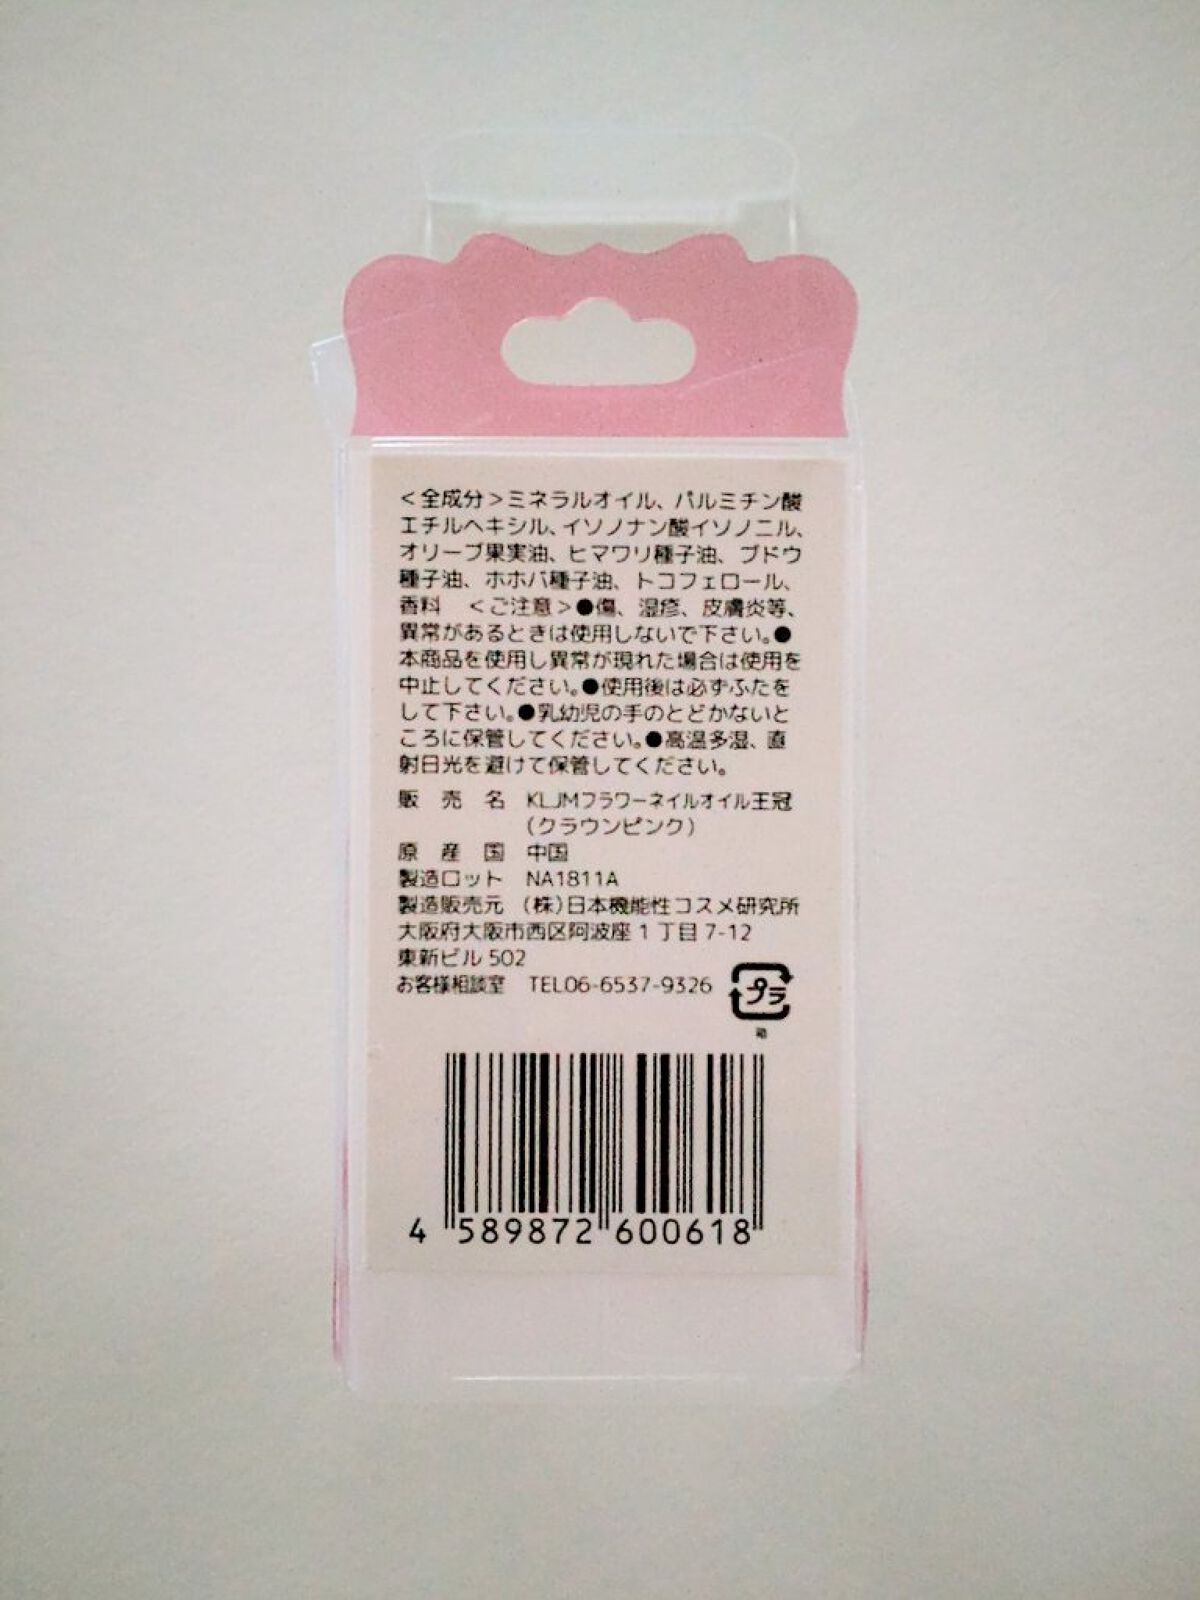 ＜全成分＞ミネラルオイル、パルミチン酸
エチルヘキシル、イソノナン酸イソノニル、
オリーブ果実油、ヒマワリ種子油、ブドウ
種子油、ホホバ種子油、トコフェロール、
香料　＜ご注意＞●傷、湿疹、皮膚炎等、
異常があるときは使用しないで下さい。●
本商品を使用し異常が現れた場合は使用を
中止してください。●使用後は必ずふたを
して下さい。●乳幼児の手のとどかないと
ころに保管してください。●高温多湿、直
射日光を避けて保管してください。
販　売　名　KLJMフラワーネイルオイル王冠
（クラウンピンク）
原　産　国　中国
製造ロット　NA1811A
製造販売元　（株）日本機能性コスメ研究所
大阪府大阪市西区阿波座1丁目7-12
東新ビル502
お客様相談室　TEL06-6537-9326
プラ
箱
4 589872 600618